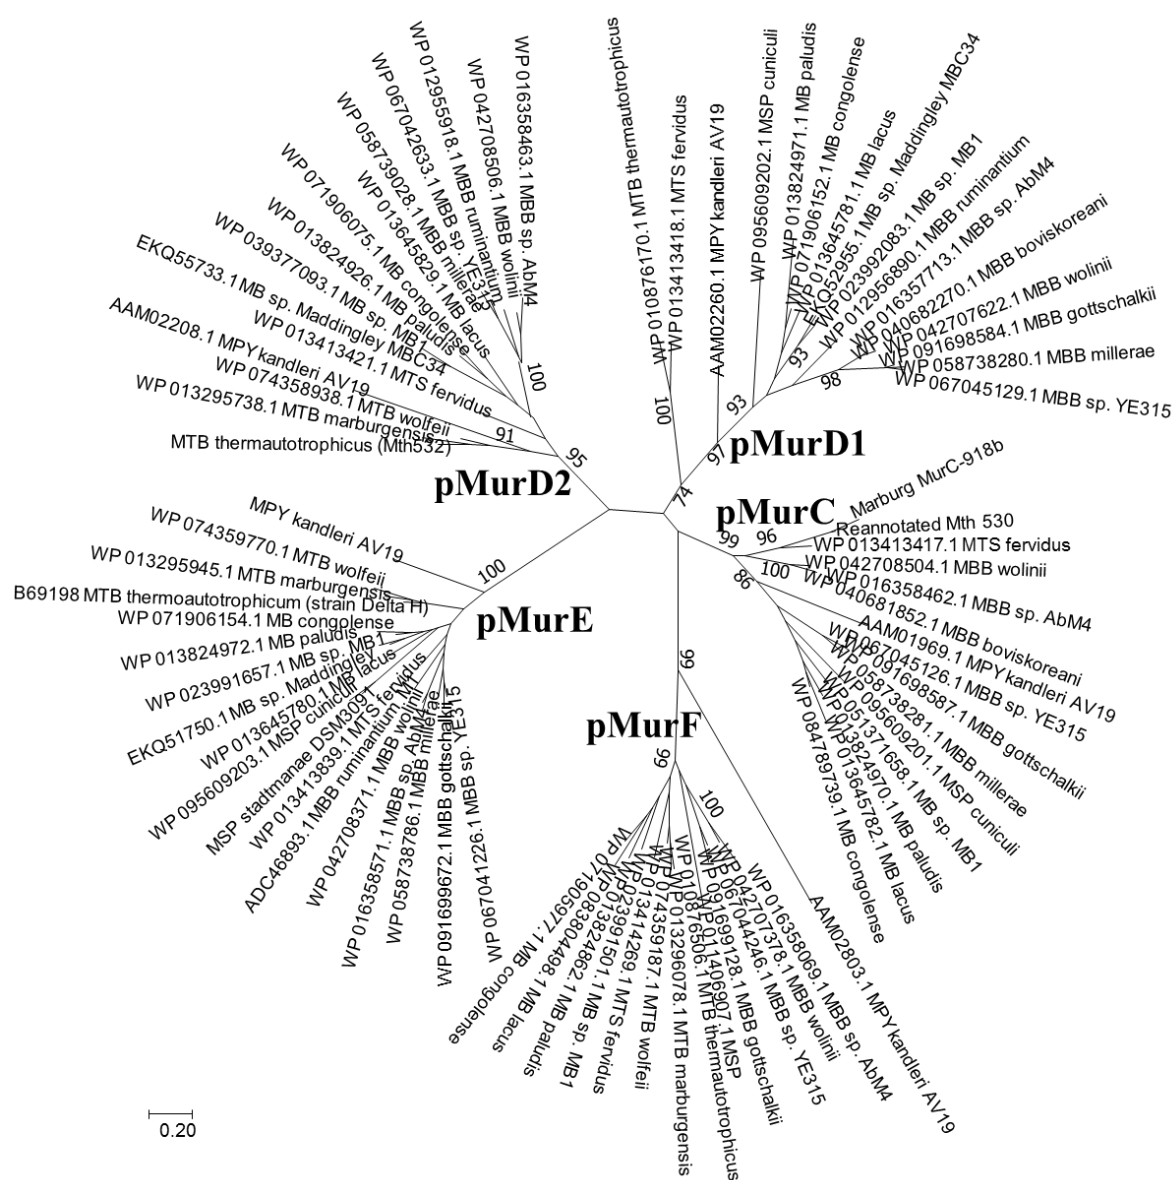 WP 016358463.1 MBB sp. AbM4
WP 042708506.1 MBB wolinii
WP 012955918.1 MBB ruminantium
WP 067042633.1 MBB sp. YE315
WP 058739028.1 MBB millerae
WP 013645829.1 MB lacus
WP 071906075.1 MB congolense
WP 013824926.1 MB paludis
WP 039377093.1 MB sp. MB1
EKQ55733.1 MB sp. Maddingley MBC34
WP 013413421.1 MTS fervidus
AAM02208.1 MPY kandleri AV19
WP 074358938.1 MTB wolfeii
WP 013295738.1 MTB marburgensis
MTB thermautotrophicus (Mth532)
100
91
95
pMurD2
WP 010876170.1 MTB thermautotrophicus
WP 013413418.1 MTS fervidus
AAM02260.1 MPY kandleri AV19
WP 095609202.1 MSP cuniculi
WP 013824971.1 MB paludis
WP 071906152.1 MB congolense
WP 013645781.1 MB lacus
EKQ52955.1 MB sp. Maddingley MBC34
WP 023992083.1 MB sp. MB1
WP 012956890.1 MBB ruminantium
WP 016357713.1 MBB sp. AbM4
WP 040682270.1 MBB boviskoreani
WP 042707622.1 MBB wolinii
WP 091698584.1 MBB gottschalkii
WP 058738280.1 MBB millerae
WP 067045129.1 MBB sp. YE315
100
93
98
93
97
74
pMurD1
pMurC
Marburg MurC-918b
Reannotated Mth 530
WP 013413417.1 MTS fervidus
WP 042708504.1 MBB wolinii
WP 016358462.1 MBB sp. AbM4
WP 040681852.1 MBB boviskoreani
AAM01969.1 MPY kandleri AV19
WP 067045126.1 MBB sp. YE315
WP 091698587.1 MBB gottschalkii
WP 058738281.1 MBB millerae
WP 095609201.1 MSP cuniculi
WP 051371658.1 MB sp. MB1
WP 013824970.1 MB paludis
WP 013645782.1 MB lacus
WP 084789739.1 MB congolense
99
96
100
86
MPY kandleri AV19
WP 074359770.1 MTB wolfeii
WP 013295945.1 MTB marburgensis
B69198 MTB thermoautotrophicum (strain Delta H)
WP 071906154.1 MB congolense
WP 013824972.1 MB paludis
WP 023991657.1 MB sp. MB1
EKQ51750.1 MB sp. Maddingley
WP 013645780.1 MB lacus
WP 095609203.1 MSP cuniculi
MSP stadtmanae DSM3091
WP 013413839.1 MTS fervidus
ADC46893.1 MBB ruminantium
WP 042708371.1 MBB wolinii
WP 016358571.1 MBB sp. AbM4
WP 058738786.1 MBB millerae
WP 091699672.1 MBB gottschalkii
WP 067041226.1 MBB sp. YE315
100
pMurE
99
pMurF
99
100
WP 071905977.1 MB congolense
WP 083804498.1 MB lacus
WP 013824862.1 MB paludis
WP 023991501.1 MB sp. MB1
WP 013414269.1 MTS fervidus
WP 074359187.1 MTB wolfeii
WP 013296078.1 MTB marburgensis
WP 010876506.1 MTB thermautotrophicus
WP 011406907.1 MSP
WP 091699128.1 MBB gottschalkii
WP 067044246.1 MBB sp. YE315
WP 042707378.1 MBB wolinii
WP 016358069.1 MBB sp. AbM4
AAM02803.1 MPY kandleri AV19
0.20